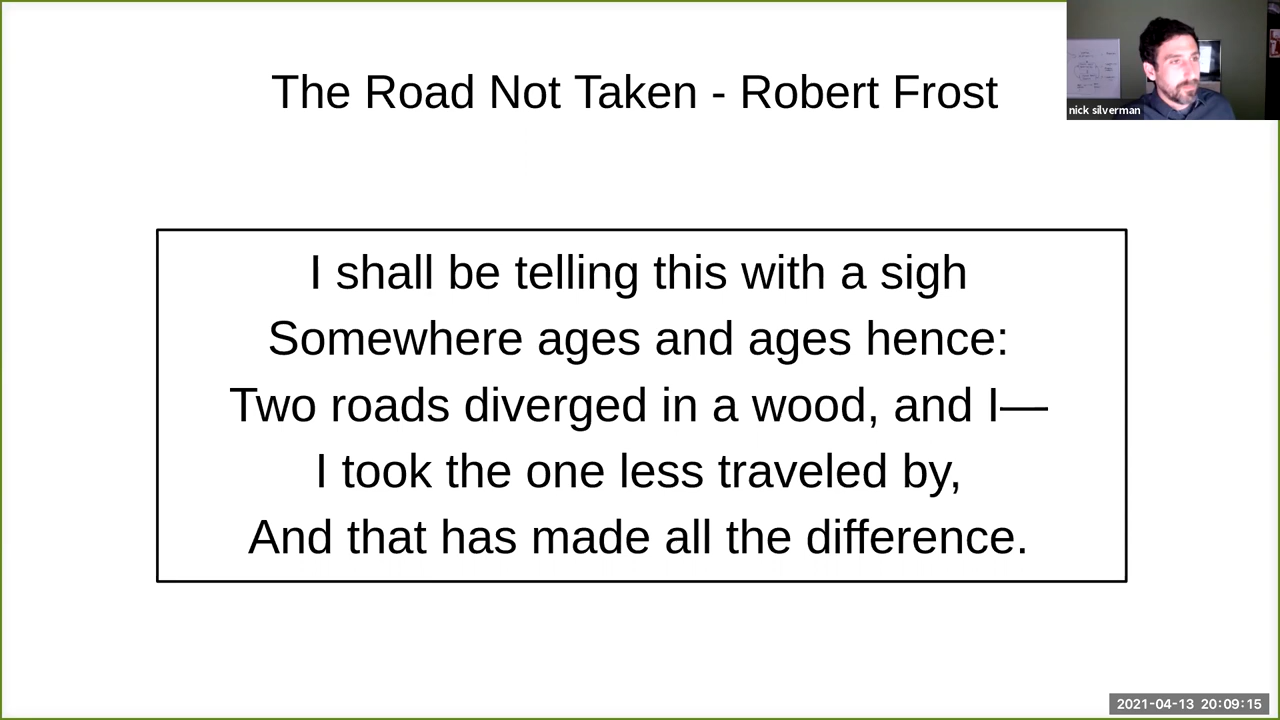 The Road Not Taken - Robert Frost
nick silverman
I shall be telling this with a sigh
Somewhere ages and ages hence:
Two roads diverged in a wood, and I—
I took the one less traveled by,
And that has made all the difference.
2021-04-13 20:09:15